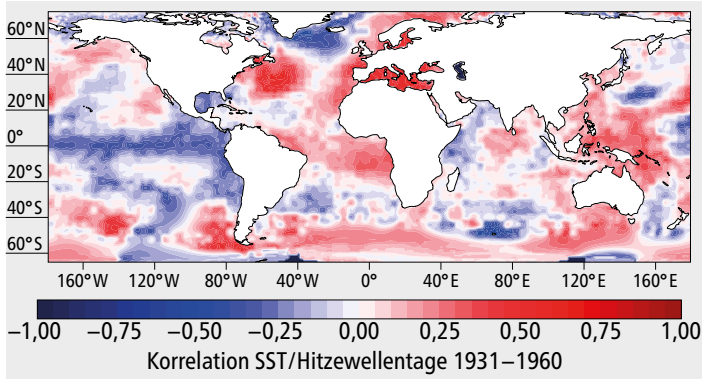 60°N
40°N
20°N
0°
20°S
40°S
60°S
160°W 120°W 80°W 40°W 0° 40°E 80°E 120°E 160°E
−1,00 −0,75 −0,50 −0,25 0,00 0,25 0,50 0,75 1,00
Korrelation SST/Hitzewellentage 1931−1960